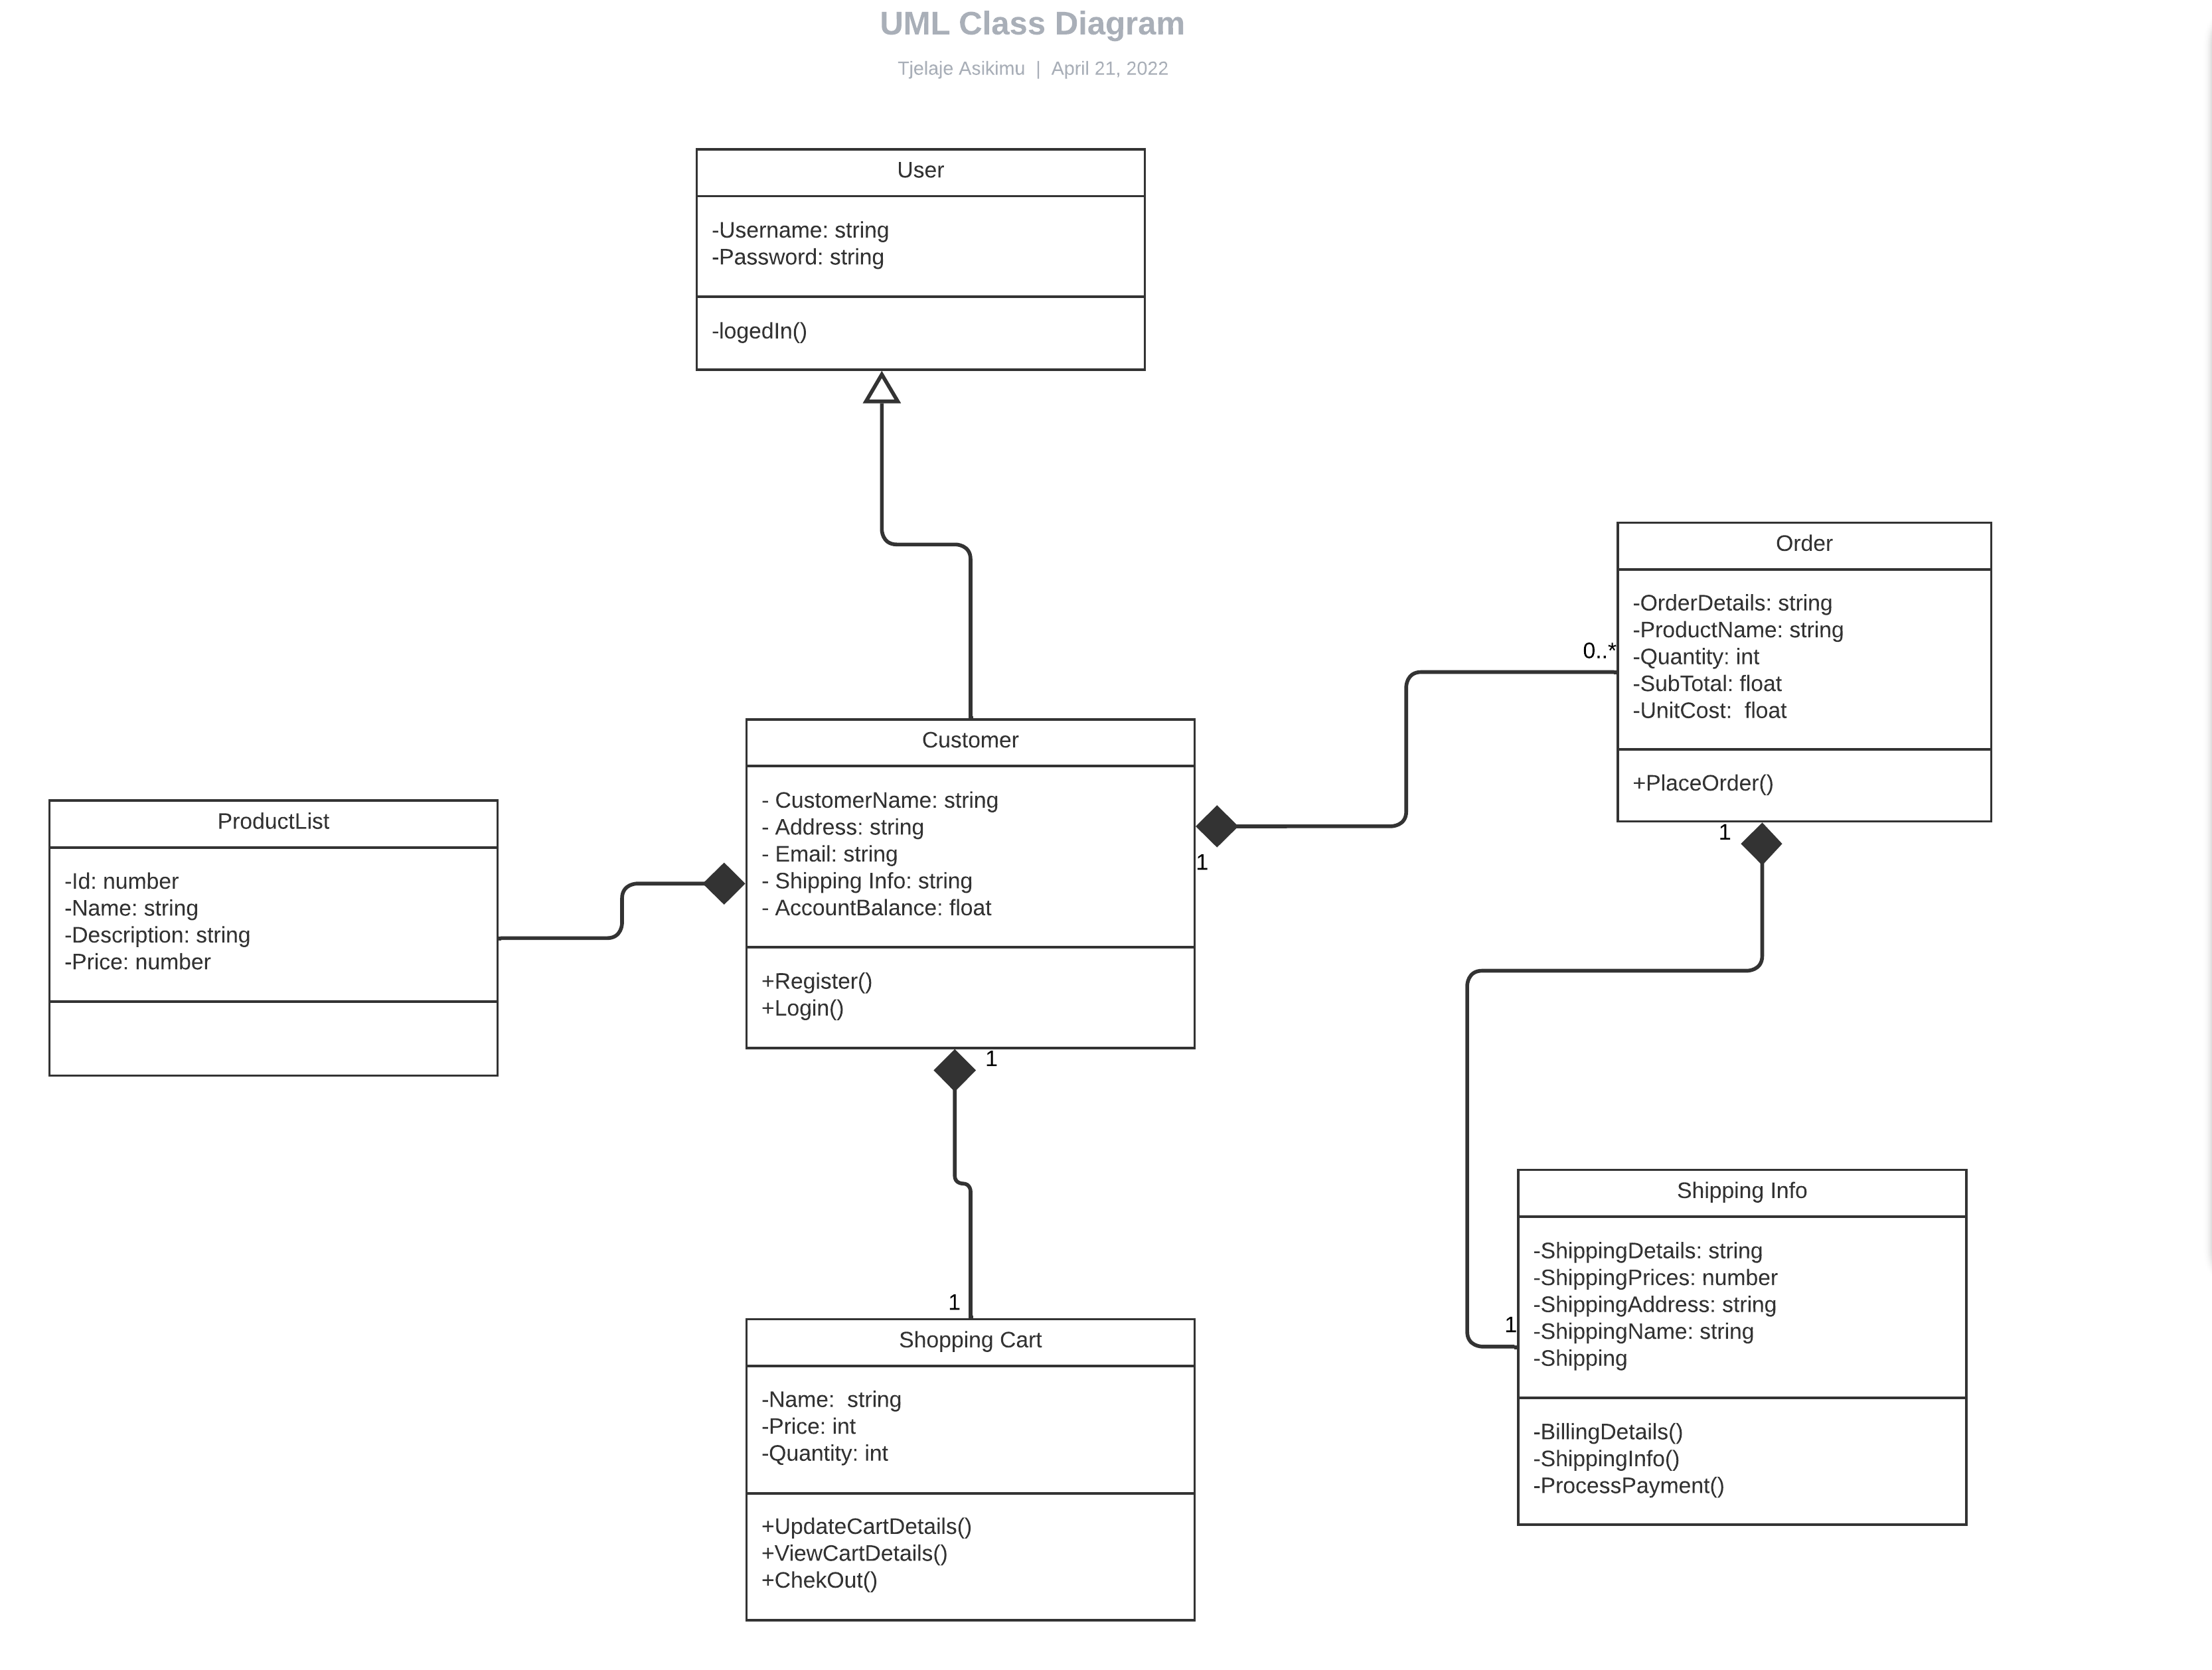 UML Class Diagram
Tjelaje Asikimu | April 21, 2022
User
-Username: string
-Password: string
-logedIn()
Order
-OrderDetails: string
-ProductName: string
-Quantity: int
-SubTotal: float
-UnitCost:  float
+PlaceOrder()
0..*
1
Customer
- CustomerName: string
- Address: string
- Email: string
- Shipping Info: string
- AccountBalance: float
+Register()
+Login()
1
1
ProductList
-Id: number
-Name: string
-Description: string
-Price: number
Shipping Info
-ShippingDetails: string
-ShippingPrices: number
-ShippingAddress: string
-ShippingName: string
-Shipping
-BillingDetails()
-ShippingInfo()
-ProcessPayment()
1
1
Shopping Cart
-Name:  string
-Price: int
-Quantity: int
+UpdateCartDetails()
+ViewCartDetails()
+ChekOut()